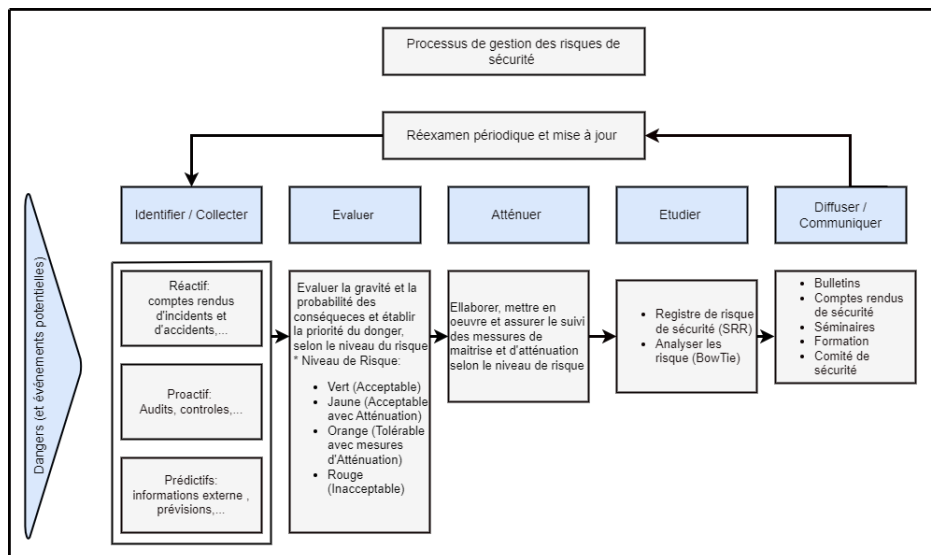 Processus de gestion des risques de
sécurité
Réexamen périodique et mise à jour
Dangers (et événements potentielles)
Identifier / Collecter
Evaluer
Atténuer
Etudier
Diffuser /
Communiquer
Réactif:
comptes rendus
d'incidents et
d'accidents,...
Proactif:
Audits, controles,...
Prédictifs:
informations externe ,
prévisions,...
Evaluer la gravité et la
probabilité des
conséqueces et établir
la priorité du donger,
selon le niveau du risque
* Niveau de Risque:
• Vert (Acceptable)
• Jaune (Acceptable
avec Atténuation)
• Orange (Tolérable
avec mesures
d'Atténuation)
• Rouge
(Inacceptable)
Ellaborer, mettre en
oeuvre et assurer le suivi
des messures de
maitrise et d'atténuation
selon le niveau de risque
• Registre de risque
de sécurité (SRR)
• Analyser les
risque (BowTie)
• Bulletins
• Comptes rendus
de sécurité
• Séminaires
• Formation
• Comité de
sécurité